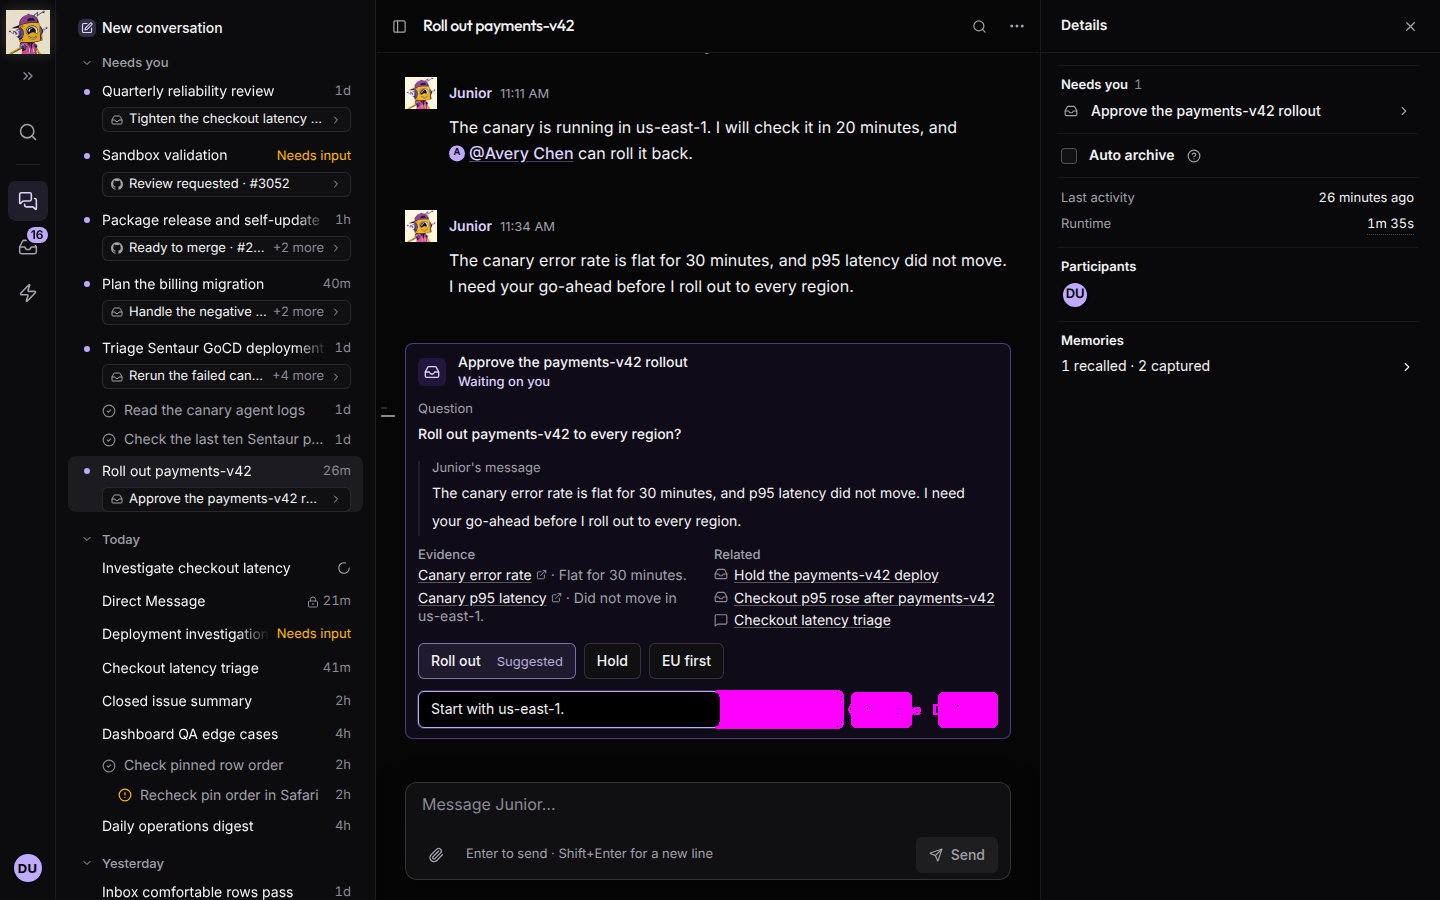 New conversation
Needs you
Quarterly reliability review 1d
Tighten the checkout latency ...
Sandbox validation Needs input
Review requested · #3052
Package release and self-update 1h
Ready to merge · #2... +2 more
Plan the billing migration 40m
Handle the negative ... +2 more
Triage Sentaur GoCD deployment 1d
Rerun the failed can... +4 more
Read the canary agent logs 1d
Check the last ten Sentaur p... 1d
Roll out payments-v42 26m
Approve the payments-v42 r...
Today
Investigate checkout latency
Direct Message 21m
Deployment investigation Needs input
Checkout latency triage 41m
Closed issue summary 2h
Dashboard QA edge cases 4h
Check pinned row order 2h
Recheck pin order in Safari 2h
Daily operations digest 4h
Yesterday
Inbox comfortable rows pass 1d
16
DU
Roll out payments-v42
Junior 11:11 AM
The canary is running in us-east-1. I will check it in 20 minutes, and
A @Avery Chen can roll it back.
Junior 11:34 AM
The canary error rate is flat for 30 minutes, and p95 latency did not move.
I need your go-ahead before I roll out to every region.
Approve the payments-v42 rollout
Waiting on you
Question
Roll out payments-v42 to every region?
Junior's message
The canary error rate is flat for 30 minutes, and p95 latency did not move. I need
your go-ahead before I roll out to every region.
Evidence
Canary error rate · Flat for 30 minutes.
Canary p95 latency · Did not move in
us-east-1.
Related
Hold the payments-v42 deploy
Checkout p95 rose after payments-v42
Checkout latency triage
Roll out Suggested
Hold
EU first
Start with us-east-1.
Message Junior...
Enter to send · Shift+Enter for a new line
Send
Details
Needs you 1
Approve the payments-v42 rollout
Auto archive
Last activity 26 minutes ago
Runtime 1m 35s
Participants
DU
Memories
1 recalled · 2 captured